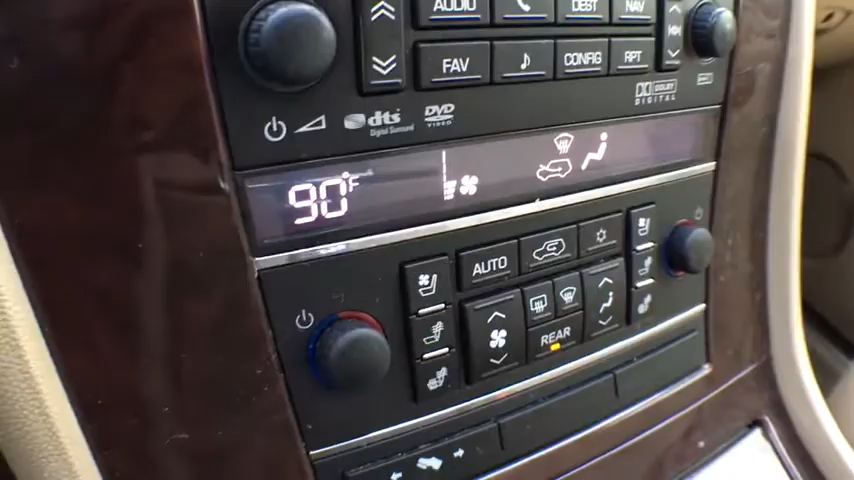 AUDIO DEST NAV
FAV CONFIG RPT
dts DVD DOLBY
Digital Surround VIDEO DIGITAL
90°F
AUTO
REAR